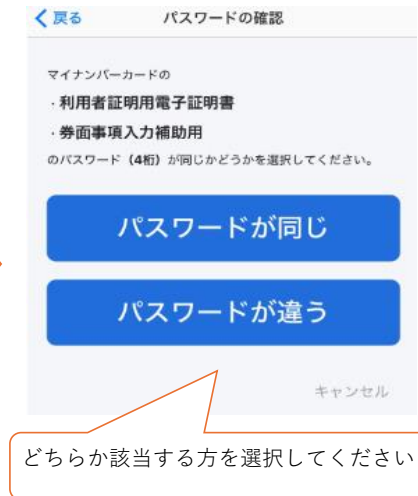 戻る パスワードの確認
マイナンバーカードの
・利用者証明用電子証明書
・券面事項入力補助用
のパスワード（4桁）が同じかどうかを選択してください。
パスワードが同じ
パスワードが違う
キャンセル
どちらか該当する方を選択してください